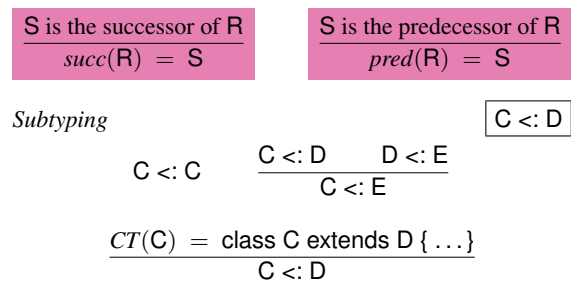 S is the successor of R
succ(R) = S
S is the predecessor of R
pred(R) = S
Subtyping
C <: D
C <: C
C <: D D <: E
C <: E
CT(C) = class C extends D { ... }
C <: D